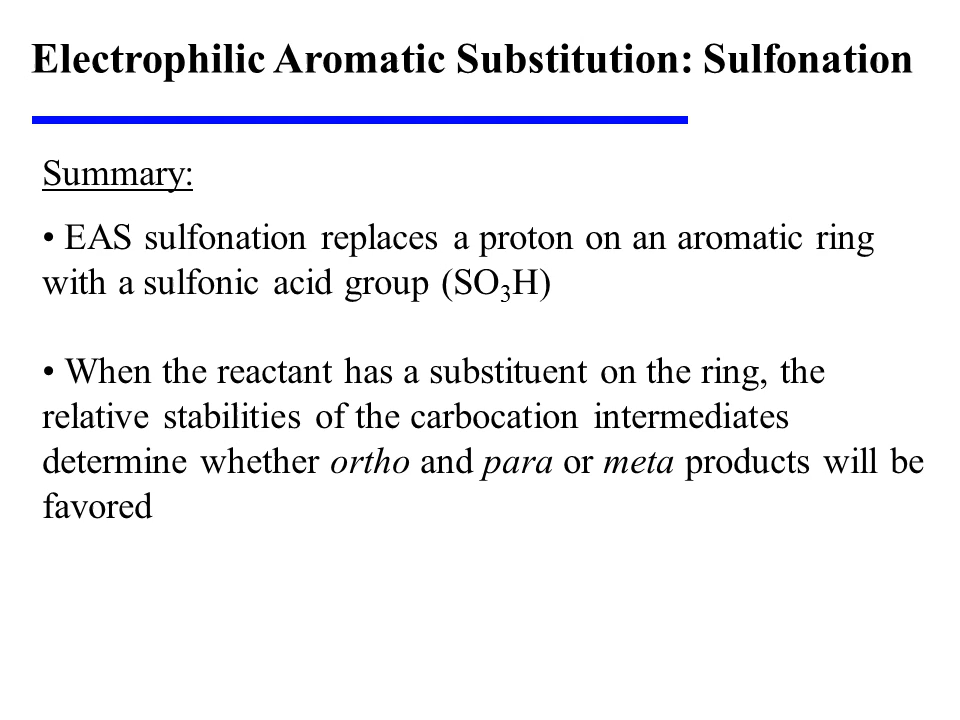 Electrophilic Aromatic Substitution: Sulfonation
Summary:
• EAS sulfonation replaces a proton on an aromatic ring
with a sulfonic acid group (SO₃H)
• When the reactant has a substituent on the ring, the
relative stabilities of the carbocation intermediates
determine whether ortho and para or meta products will be
favored